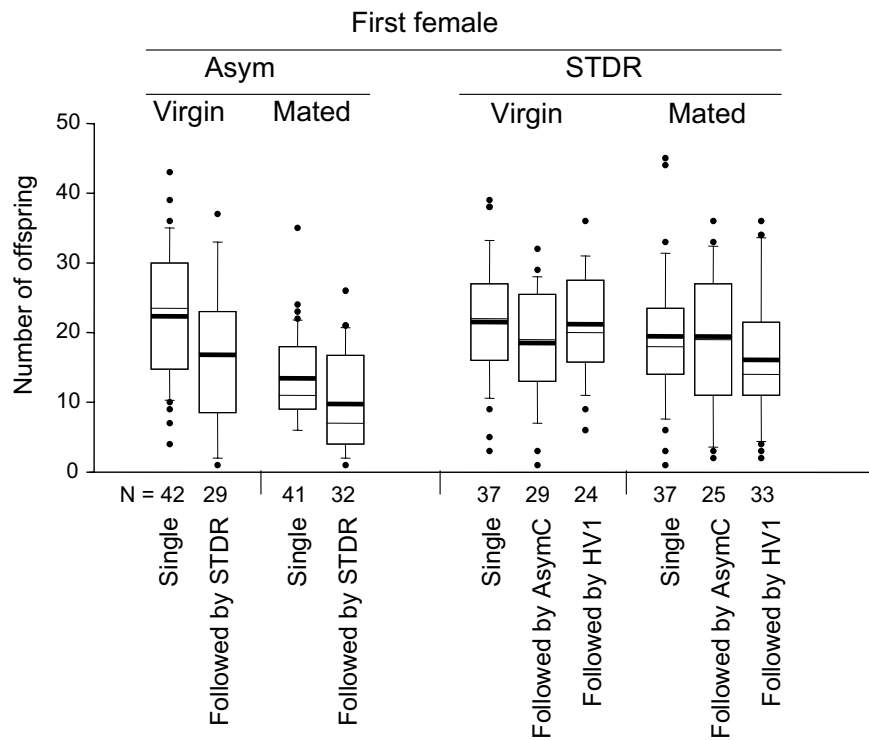 First female
Asym STDR
Virgin Mated Virgin Mated
50
40
30
20
10
0
Number of offspring
N = 42 29 41 32 37 29 24 37 25 33
Single
Followed by STDR
Single
Followed by STDR
Single
Followed by AsymC
Followed by HV1
Single
Followed by AsymC
Followed by HV1